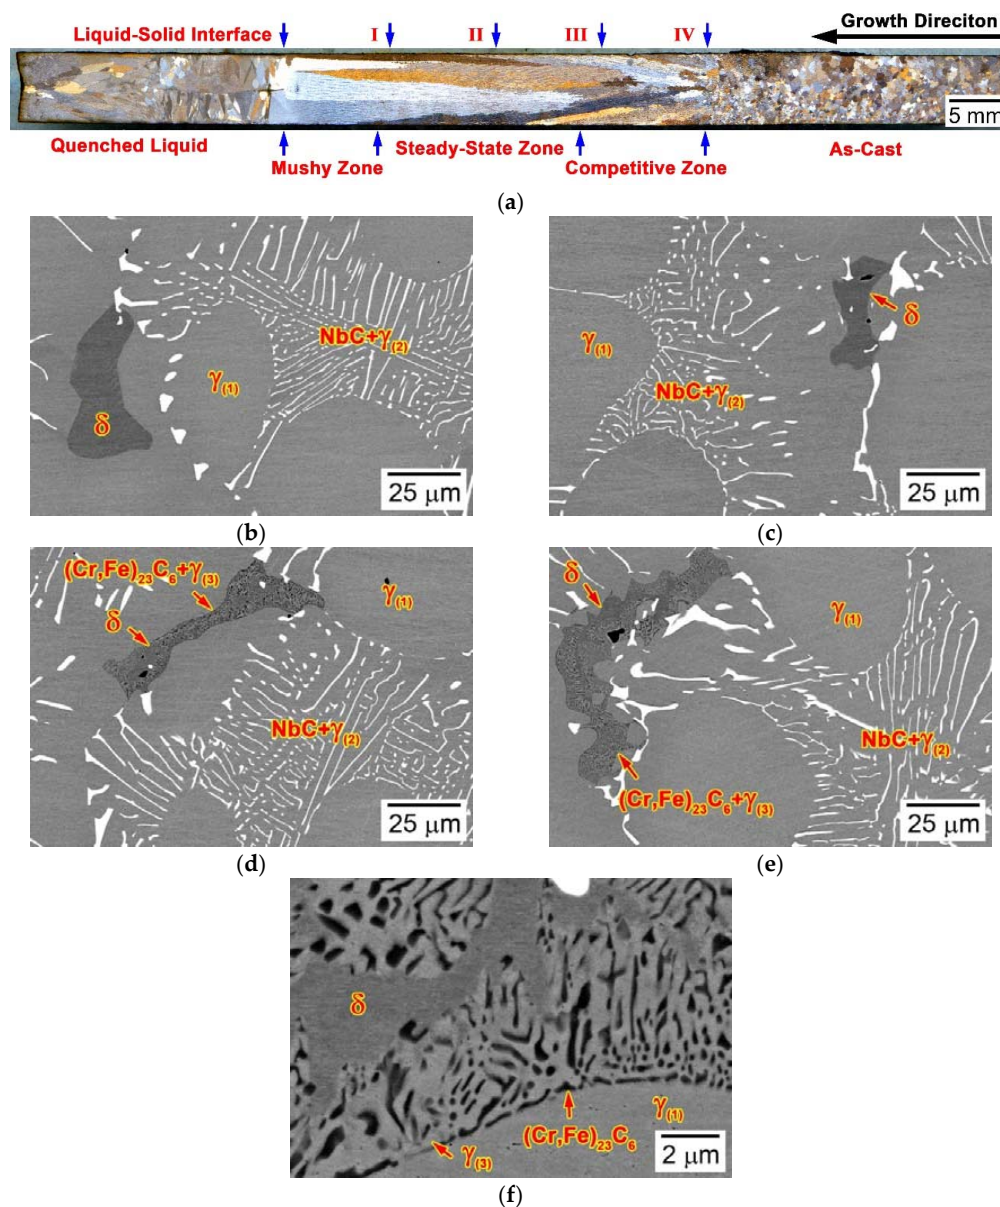 Liquid-Solid Interface I II III IV Growth Direciton
5 mm
Quenched Liquid Mushy Zone Steady-State Zone Competitive Zone As-Cast
(a)
NbC+γ(2)
γ(1)
δ
25 μm
(b)
δ
γ(1)
NbC+γ(2)
25 μm
(c)
(Cr,Fe)23C6+γ(3)
γ(1)
δ
NbC+γ(2)
25 μm
(d)
δ
γ(1)
NbC+γ(2)
(Cr,Fe)23C6+γ(3)
25 μm
(e)
δ
γ(1)
(Cr,Fe)23C6
γ(3)
2 μm
(f)